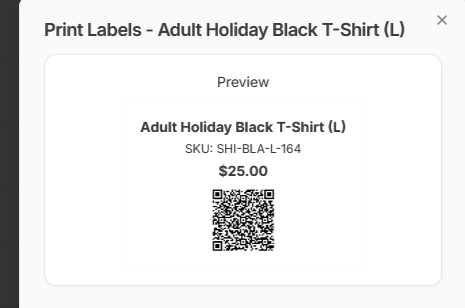 Print Labels - Adult Holiday Black T-Shirt (L)
Preview
Adult Holiday Black T-Shirt (L)
SKU: SHI-BLA-L-164
$25.00